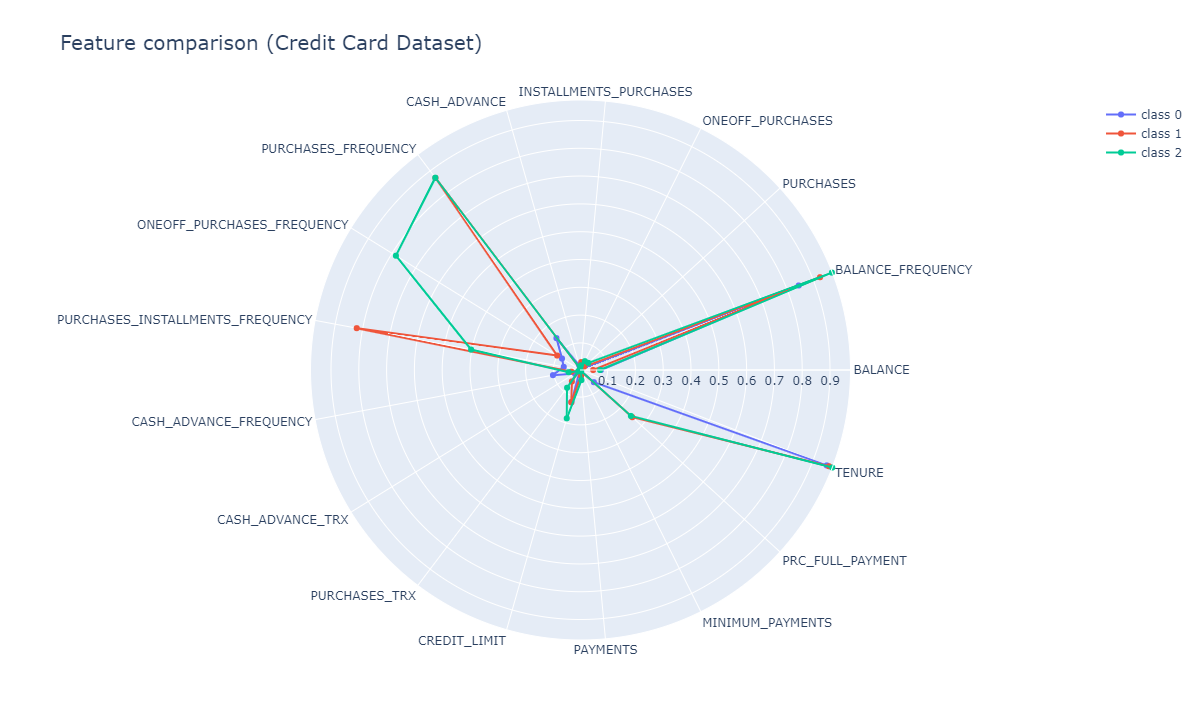 Feature comparison (Credit Card Dataset)
INSTALLMENTS_PURCHASES
CASH_ADVANCE
ONEOFF_PURCHASES
PURCHASES_FREQUENCY
PURCHASES
ONEOFF_PURCHASES_FREQUENCY
BALANCE_FREQUENCY
PURCHASES_INSTALLMENTS_FREQUENCY
BALANCE
0.1 0.2 0.3 0.4 0.5 0.6 0.7 0.8 0.9
CASH_ADVANCE_FREQUENCY
TENURE
CASH_ADVANCE_TRX
PRC_FULL_PAYMENT
PURCHASES_TRX
MINIMUM_PAYMENTS
CREDIT_LIMIT
PAYMENTS
class 0
class 1
class 2